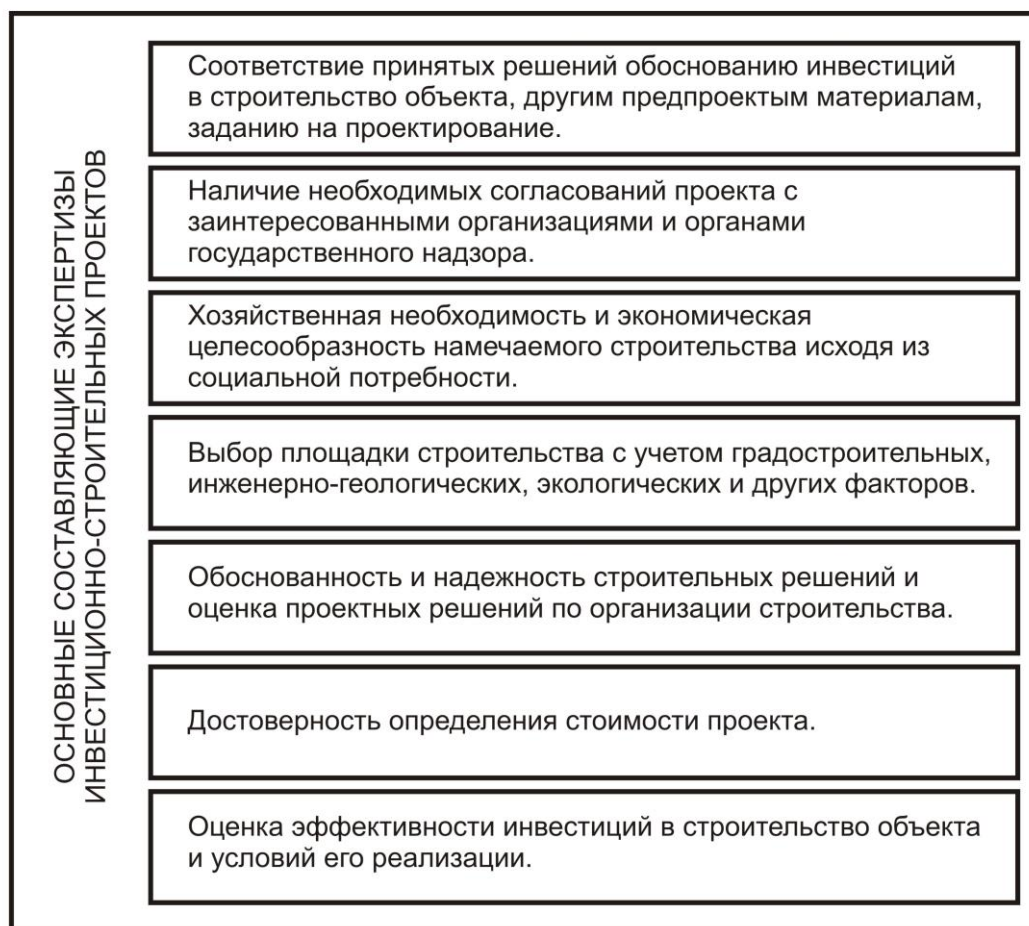 ОСНОВНЫЕ СОСТАВЛЯЮЩИЕ ЭКСПЕРТИЗЫ
ИНВЕСТИЦИОННО-СТРОИТЕЛЬНЫХ ПРОЕКТОВ
Соответствие принятых решений обоснованию инвестиций
в строительство объекта, другим предпроектым материалам,
заданию на проектирование.
Наличие необходимых согласований проекта с
заинтересованными организациями и органами
государственного надзора.
Хозяйственная необходимость и экономическая
целесообразность намечаемого строительства исходя из
социальной потребности.
Выбор площадки строительства с учетом градостроительных,
инженерно-геологических, экологических и других факторов.
Обоснованность и надежность строительных решений и
оценка проектных решений по организации строительства.
Достоверность определения стоимости проекта.
Оценка эффективности инвестиций в строительство объекта
и условий его реализации.